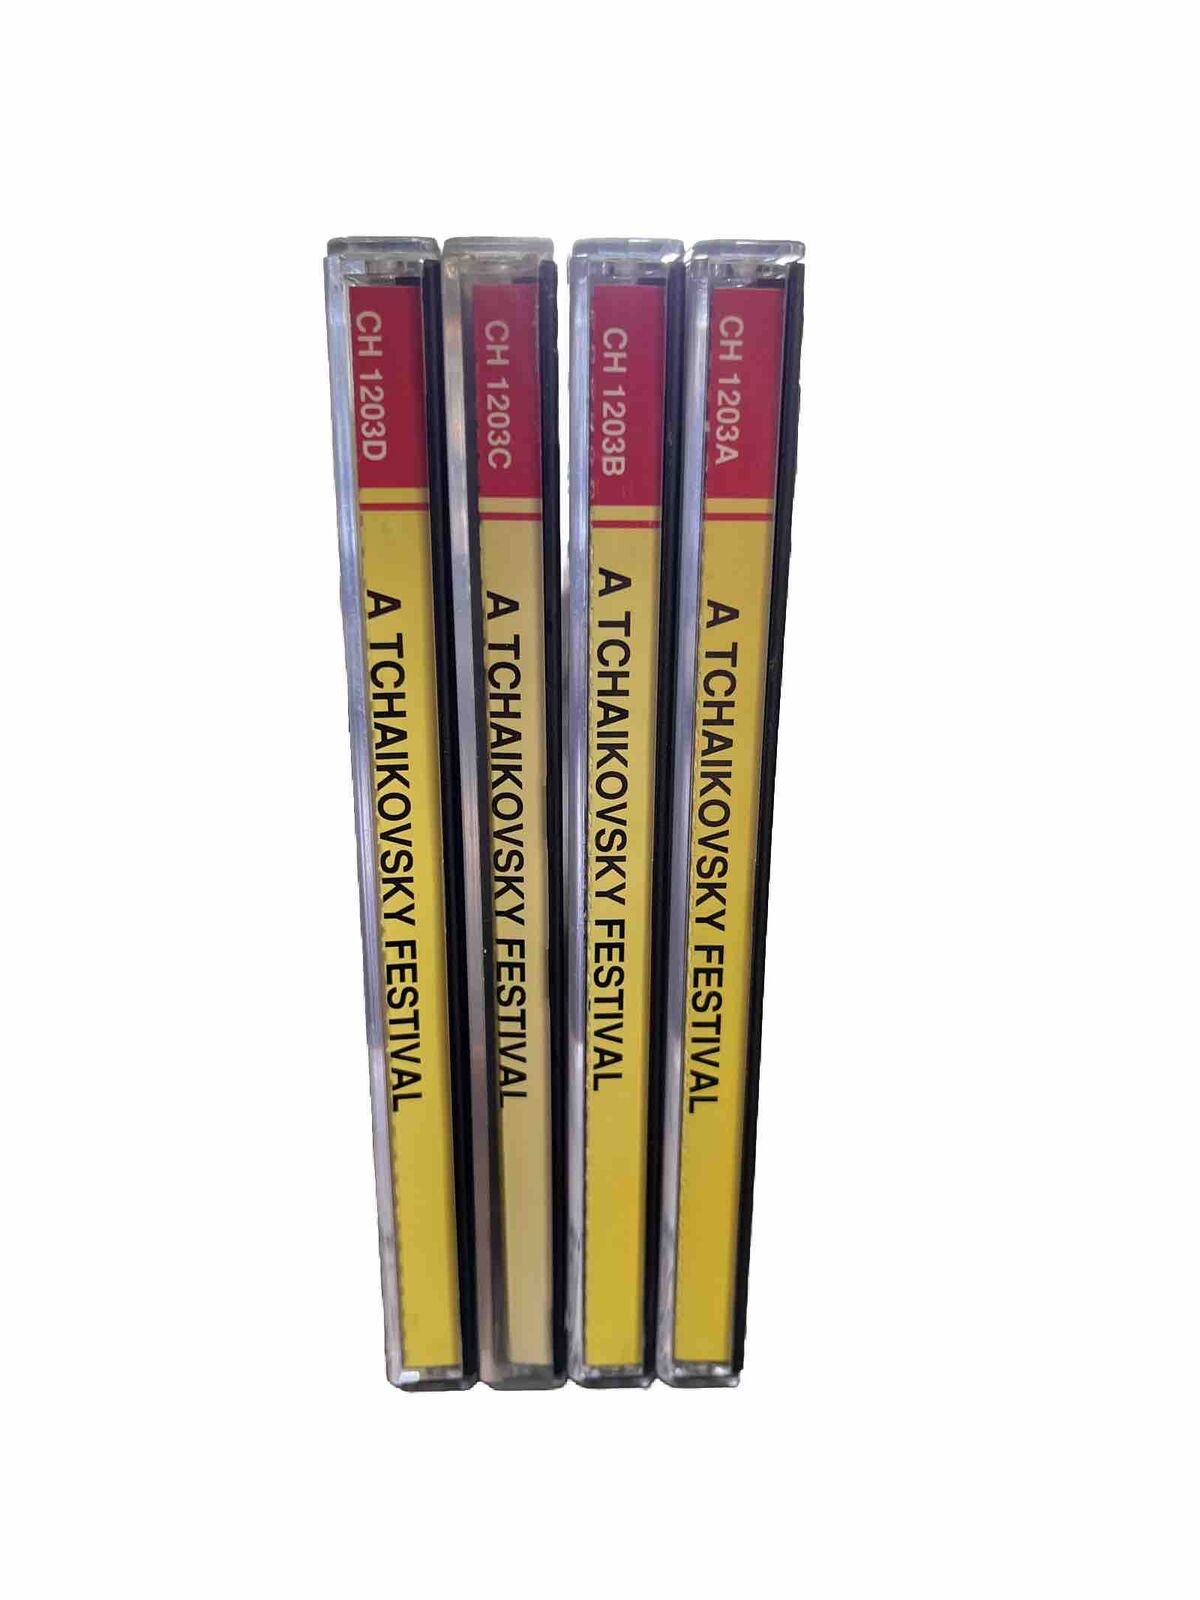 CH 1203D
A TCHAIKOVSKY FESTIVAL
CH 1203C
A TCHAIKOVSKY FESTIVAL
CH 1203B
A TCHAIKOVSKY FESTIVAL
CH 1203A
A TCHAIKOVSKY FESTIVAL